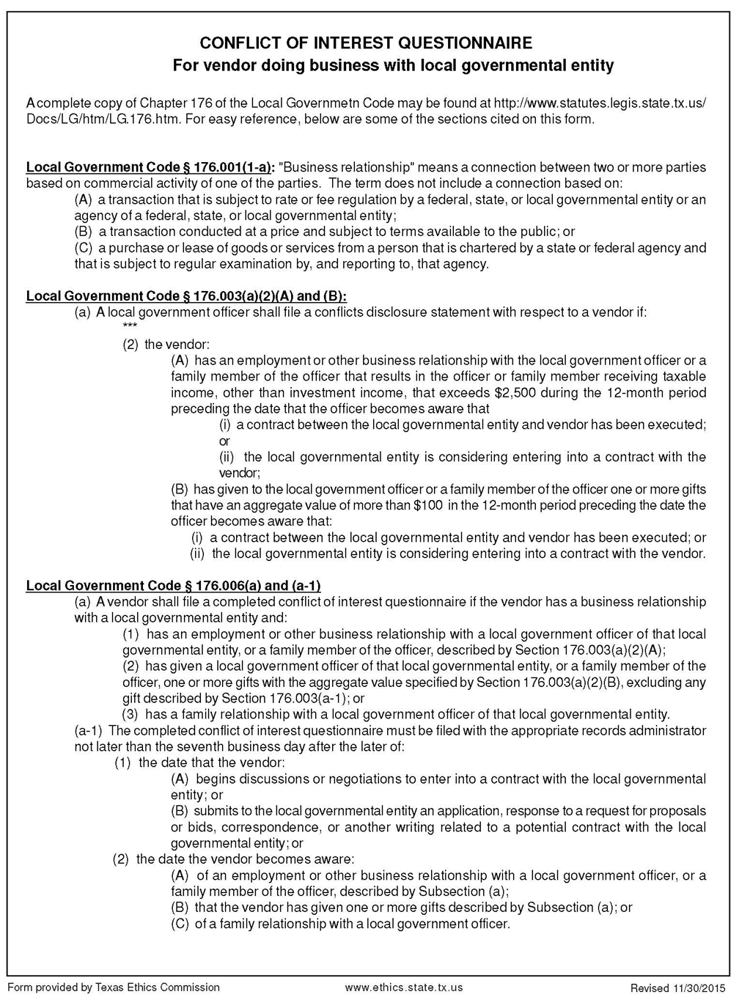 CONFLICT OF INTEREST QUESTIONNAIRE
For vendor doing business with local governmental entity
A complete copy of Chapter 176 of the Local Governmetn Code may be found at http://www.statutes.legis.state.tx.us/
Docs/LG/htm/LG.176.htm. For easy reference, below are some of the sections cited on this form.
Local Government Code § 176.001(1-a): "Business relationship" means a connection between two or more parties
based on commercial activity of one of the parties. The term does not include a connection based on:
(A) a transaction that is subject to rate or fee regulation by a federal, state, or local governmental entity or an
agency of a federal, state, or local governmental entity;
(B) a transaction conducted at a price and subject to terms available to the public; or
(C) a purchase or lease of goods or services from a person that is chartered by a state or federal agency and
that is subject to regular examination by, and reporting to, that agency.
Local Government Code § 176.003(a)(2)(A) and (B):
(a) A local government officer shall file a conflicts disclosure statement with respect to a vendor if:
***
(2) the vendor:
(A) has an employment or other business relationship with the local government officer or a
family member of the officer that results in the officer or family member receiving taxable
income, other than investment income, that exceeds $2,500 during the 12-month period
preceding the date that the officer becomes aware that
(i) a contract between the local governmental entity and vendor has been executed;
or
(ii) the local governmental entity is considering entering into a contract with the
vendor;
(B) has given to the local government officer or a family member of the officer one or more gifts
that have an aggregate value of more than $100 in the 12-month period preceding the date the
officer becomes aware that:
(i) a contract between the local governmental entity and vendor has been executed; or
(ii) the local governmental entity is considering entering into a contract with the vendor.
Local Government Code § 176.006(a) and (a-1)
(a) A vendor shall file a completed conflict of interest questionnaire if the vendor has a business relationship
with a local governmental entity and:
(1) has an employment or other business relationship with a local government officer of that local
governmental entity, or a family member of the officer, described by Section 176.003(a)(2)(A);
(2) has given a local government officer of that local governmental entity, or a family member of the
officer, one or more gifts with the aggregate value specified by Section 176.003(a)(2)(B), excluding any
gift described by Section 176.003(a-1); or
(3) has a family relationship with a local government officer of that local governmental entity.
(a-1) The completed conflict of interest questionnaire must be filed with the appropriate records administrator
not later than the seventh business day after the later of:
(1) the date that the vendor:
(A) begins discussions or negotiations to enter into a contract with the local governmental
entity; or
(B) submits to the local governmental entity an application, response to a request for proposals
or bids, correspondence, or another writing related to a potential contract with the local
governmental entity; or
(2) the date the vendor becomes aware:
(A) of an employment or other business relationship with a local government officer, or a
family member of the officer, described by Subsection (a);
(B) that the vendor has given one or more gifts described by Subsection (a); or
(C) of a family relationship with a local government officer.
Form provided by Texas Ethics Commission www.ethics.state.tx.us Revised 11/30/2015